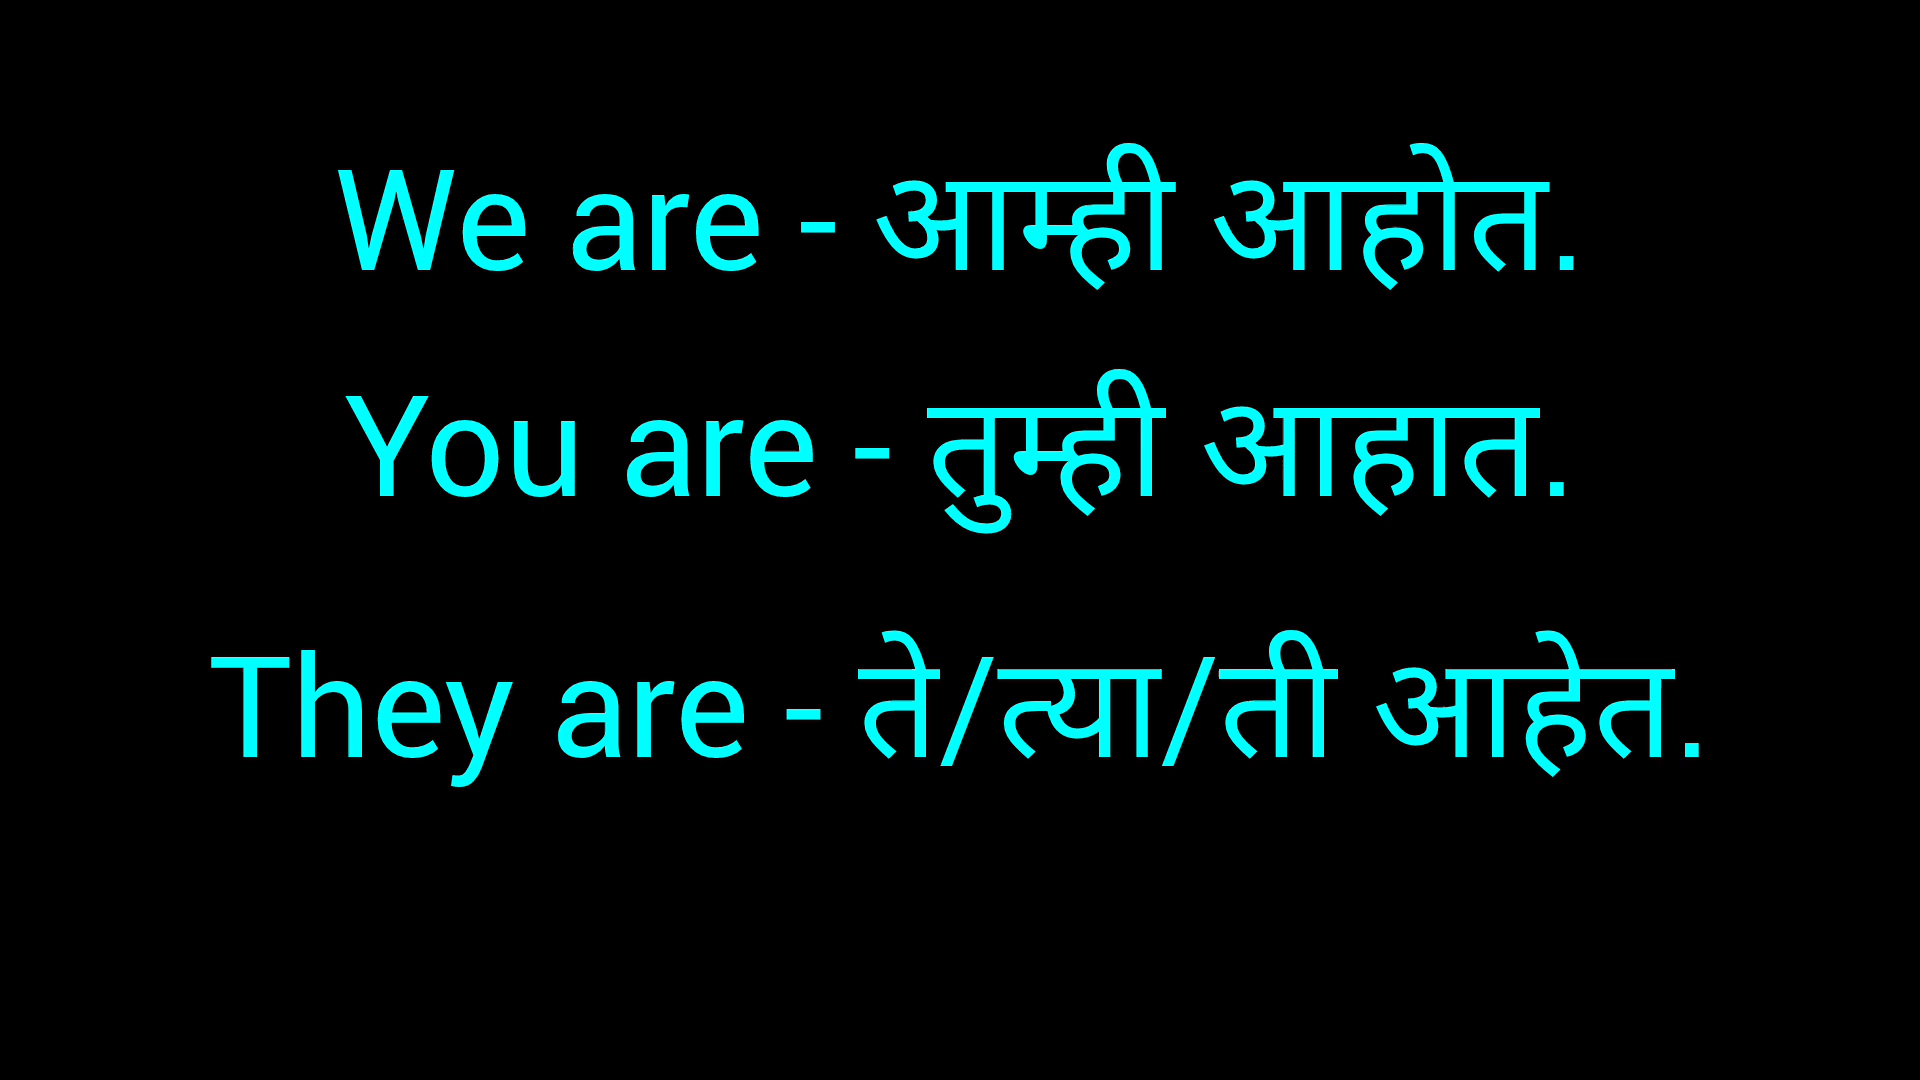 We are - आम्ही आहोत.
You are - तुम्ही आहात.
They are - ते/त्या/ती आहेत.